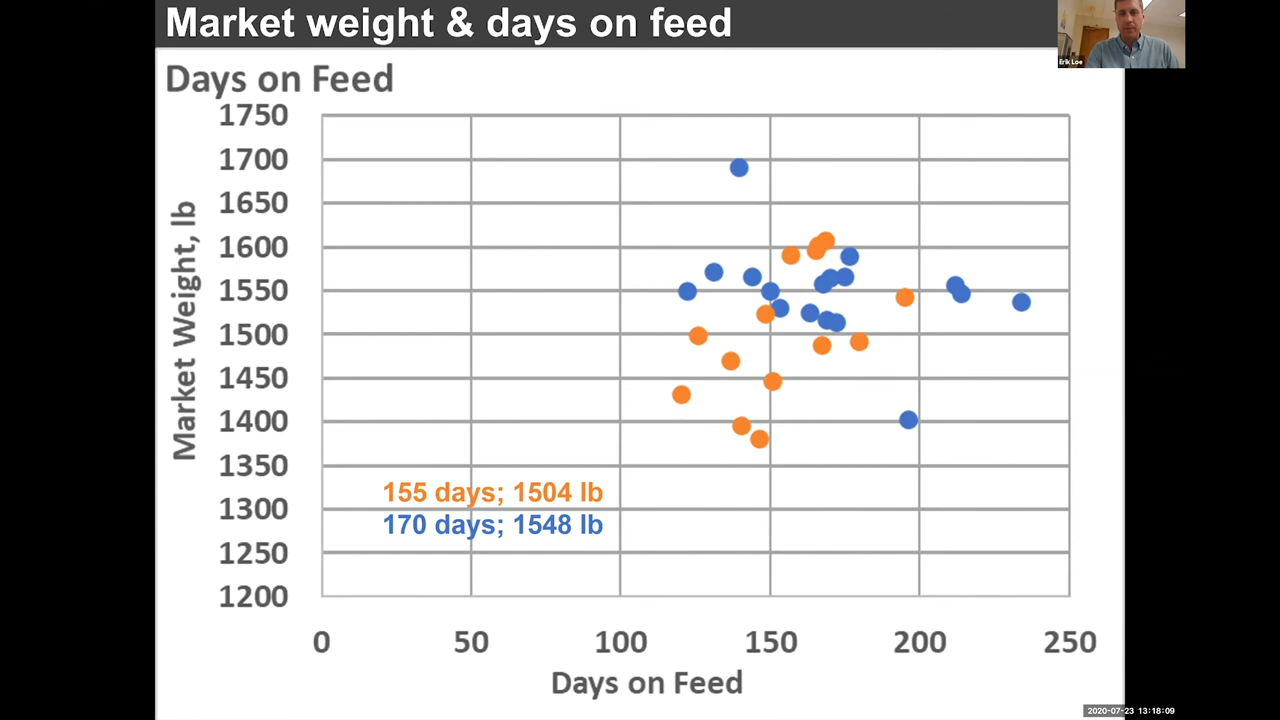 Market weight & days on feed
Erik Loe
Days on Feed
Market Weight, lb
1750
1700
1650
1600
1550
1500
1450
1400
1350
1300
1250
1200
155 days; 1504 lb
170 days; 1548 lb
0 50 100 150 200 250
Days on Feed
2020-07-23 13:18:09